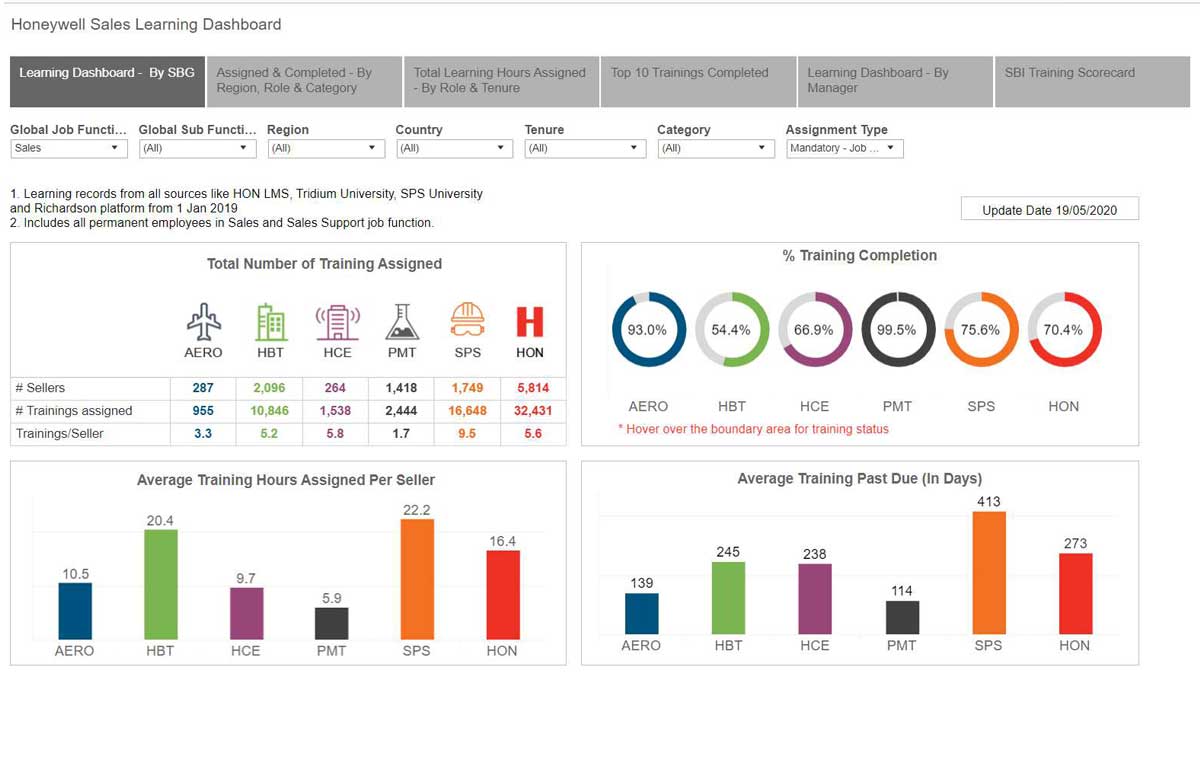 Honeywell Sales Learning Dashboard
Learning Dashboard - By SBG
Assigned & Completed - By
Region, Role & Category
Total Learning Hours Assigned
- By Role & Tenure
Top 10 Trainings Completed
Learning Dashboard - By
Manager
SBI Training Scorecard
Global Job Functi... Global Sub Functi... Region Country Tenure Category Assignment Type
Sales (All) (All) (All) (All) (All) Mandatory - Job ...
1. Learning records from all sources like HON LMS, Tridium University, SPS University
and Richardson platform from 1 Jan 2019
2. Includes all permanent employees in Sales and Sales Support job function.
Update Date 19/05/2020
Total Number of Training Assigned
H
AERO HBT HCE PMT SPS HON
# Sellers 287 2,096 264 1,418 1,749 5,814
# Trainings assigned 955 10,846 1,538 2,444 16,648 32,431
Trainings/Seller 3.3 5.2 5.8 1.7 9.5 5.6
% Training Completion
93.0% 54.4% 66.9% 99.5% 75.6% 70.4%
AERO HBT HCE PMT SPS HON
* Hover over the boundary area for training status
Average Training Hours Assigned Per Seller
10.5 20.4 9.7 5.9 22.2 16.4
AERO HBT HCE PMT SPS HON
Average Training Past Due (In Days)
139 245 238 114 413 273
AERO HBT HCE PMT SPS HON